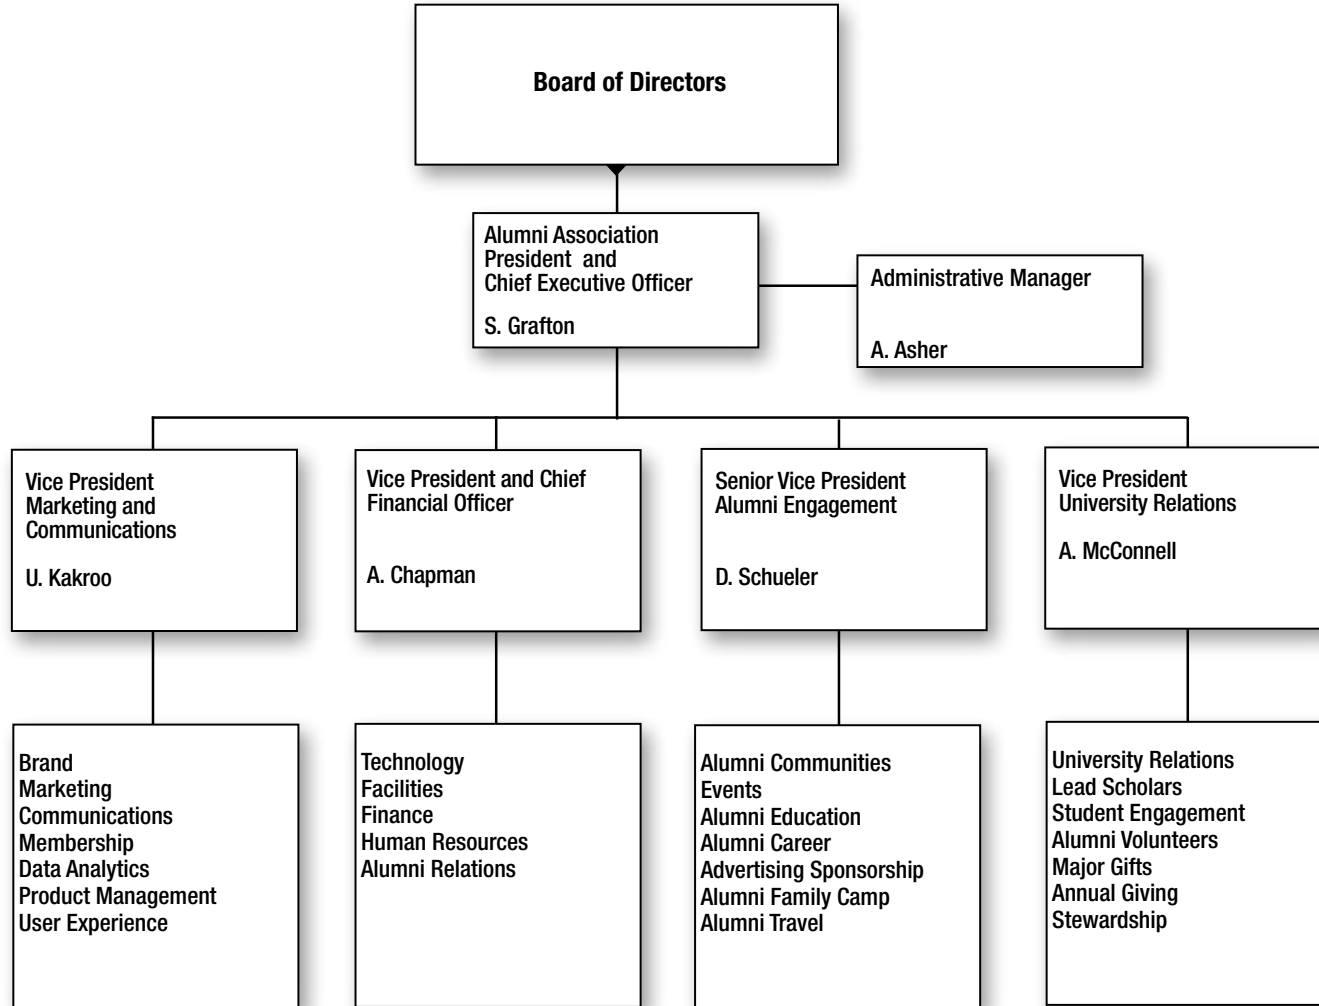 Board of Directors
Alumni Association
President and
Chief Executive Officer
S. Grafton
Administrative Manager
A. Asher
Vice President
Marketing and
Communications
U. Kakroo
Vice President and Chief
Financial Officer
A. Chapman
Senior Vice President
Alumni Engagement
D. Schueler
Vice President
University Relations
A. McConnell
Brand
Marketing
Communications
Membership
Data Analytics
Product Management
User Experience
Technology
Facilities
Finance
Human Resources
Alumni Relations
Alumni Communities
Events
Alumni Education
Alumni Career
Advertising Sponsorship
Alumni Family Camp
Alumni Travel
University Relations
Lead Scholars
Student Engagement
Alumni Volunteers
Major Gifts
Annual Giving
Stewardship